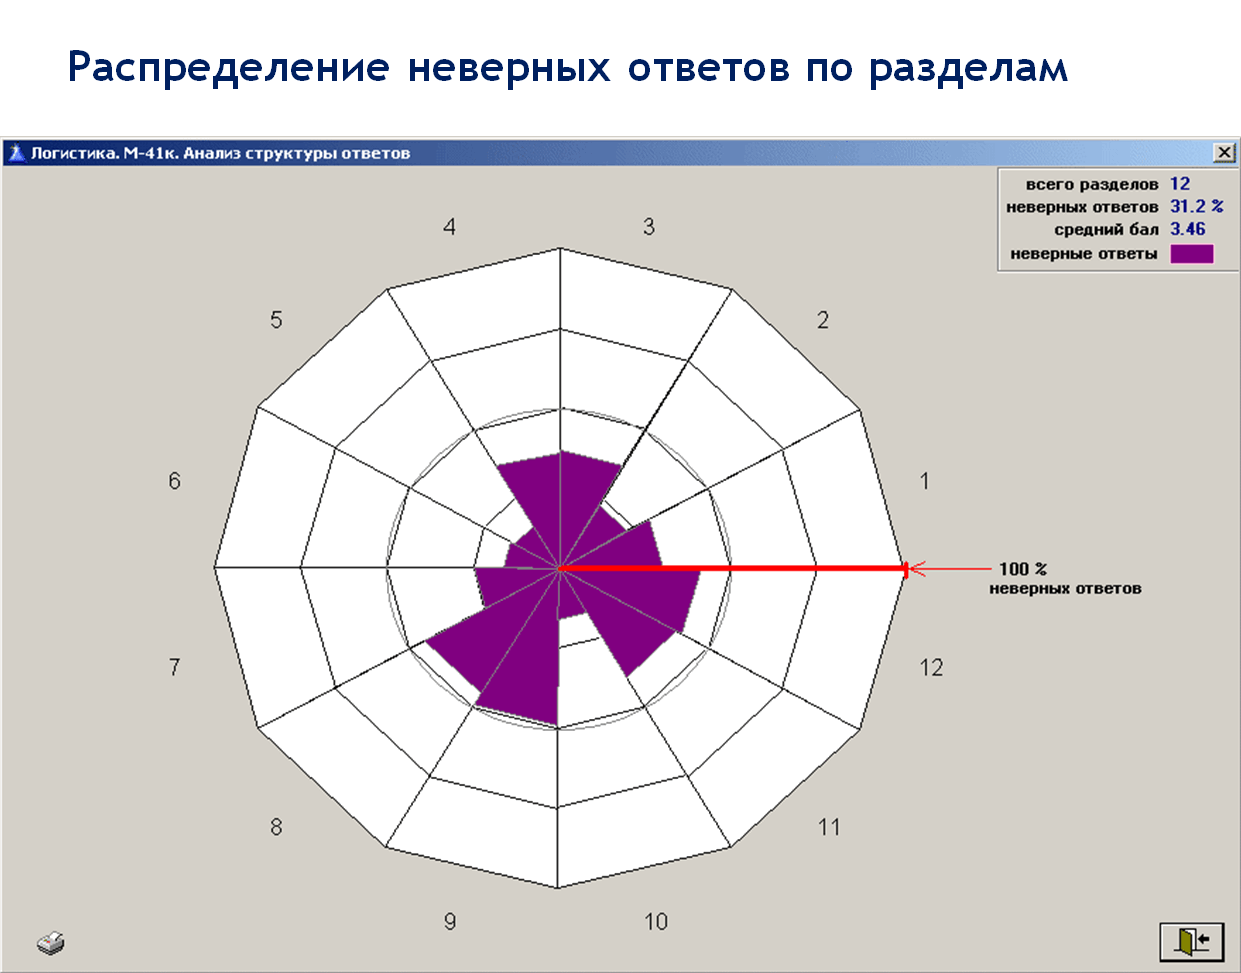 Распределение неверных ответов по разделам
Логистика. М-41к. Анализ структуры ответов
всего разделов 12
неверных ответов 31.2 %
средний бал 3.46
неверные ответы
4
3
5
2
6
1
100 %
неверных ответов
7
12
8
11
9
10